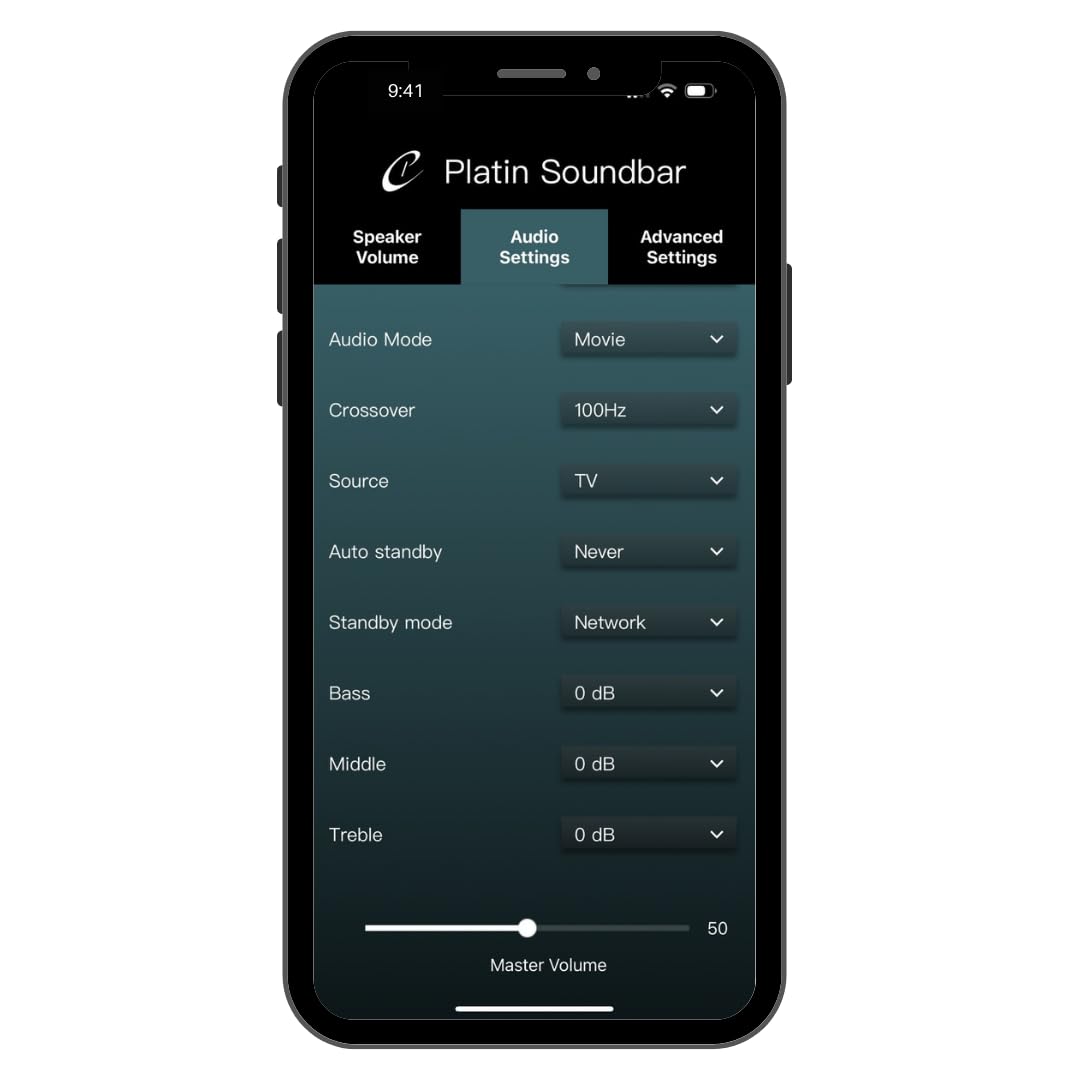 9:41
Platin Soundbar
Speaker
Volume
Audio
Settings
Advanced
Settings
Audio Mode Movie
Crossover 100Hz
Source TV
Auto standby Never
Standby mode Network
Bass 0 dB
Middle 0 dB
Treble 0 dB
50
Master Volume